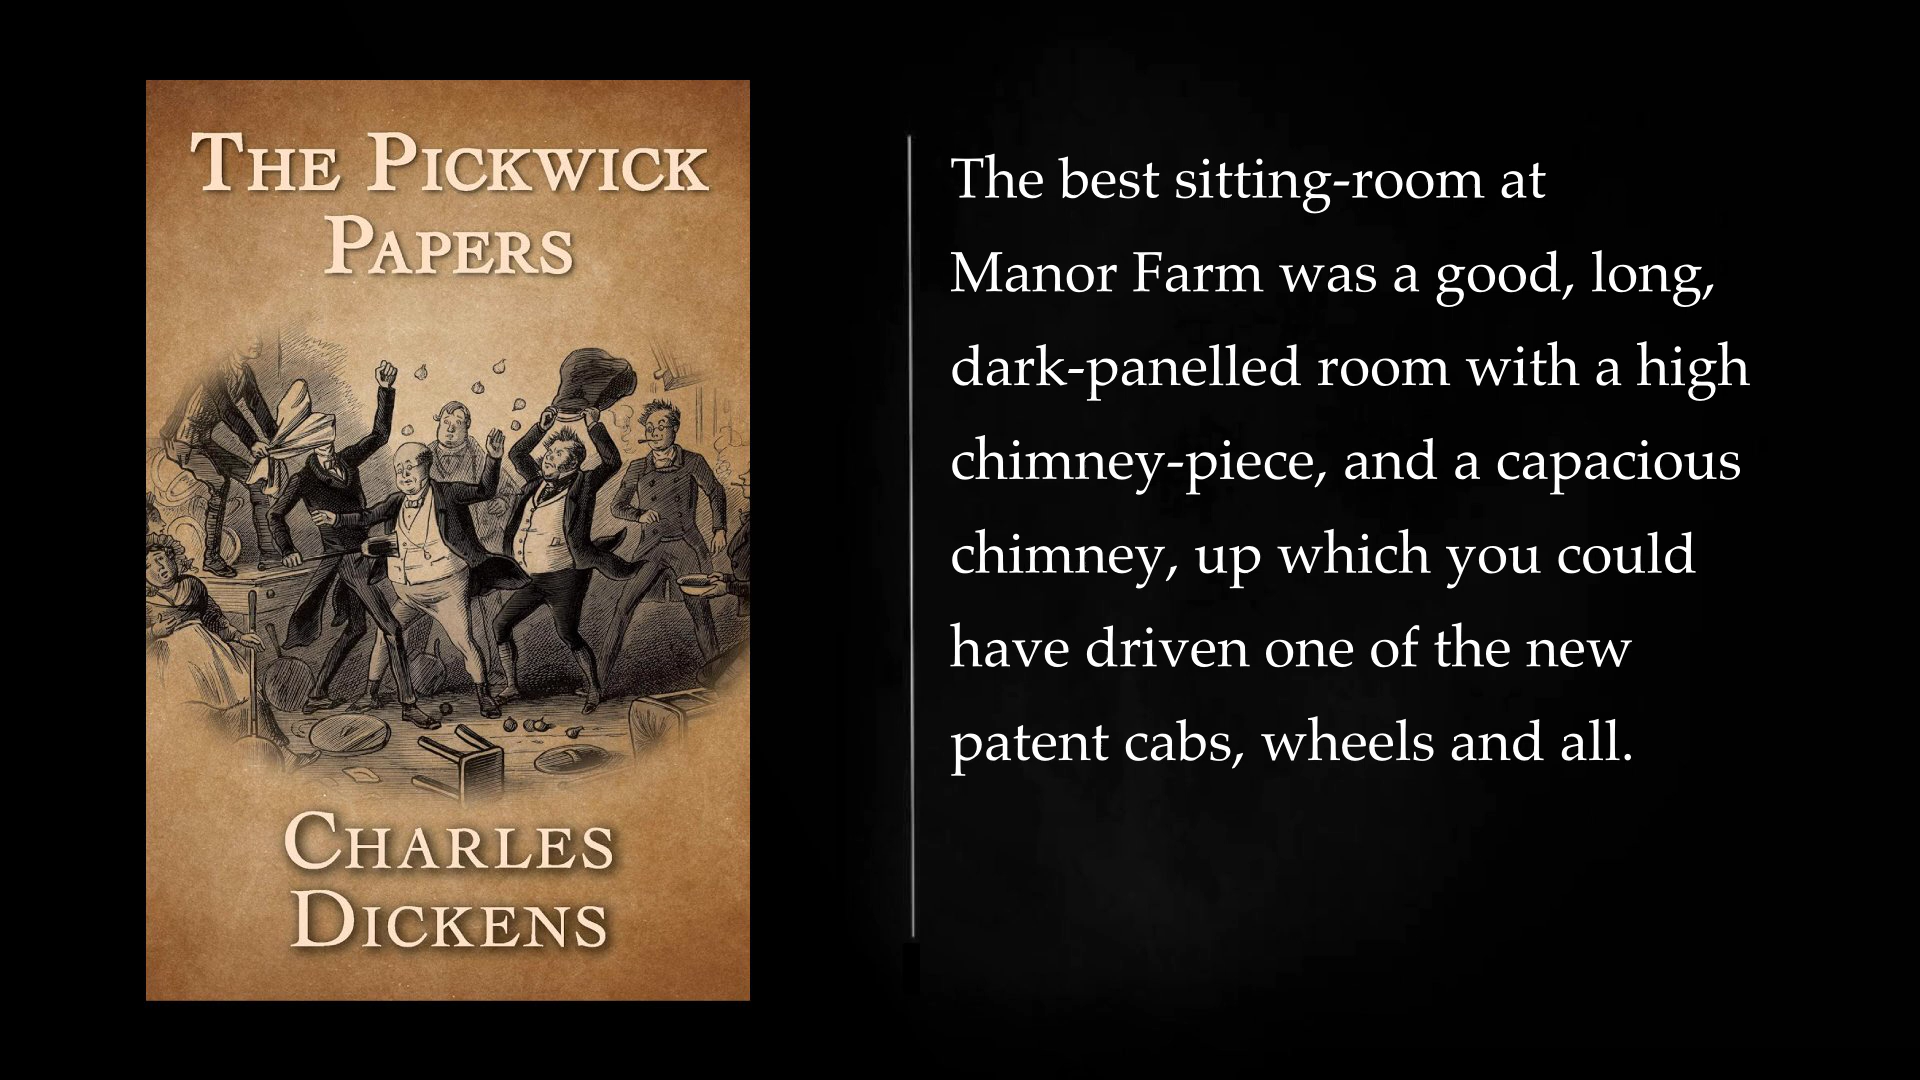 The Pickwick
Papers
Charles
Dickens
The best sitting-room at
Manor Farm was a good, long,
dark-panelled room with a high
chimney-piece, and a capacious
chimney, up which you could
have driven one of the new
patent cabs, wheels and all.